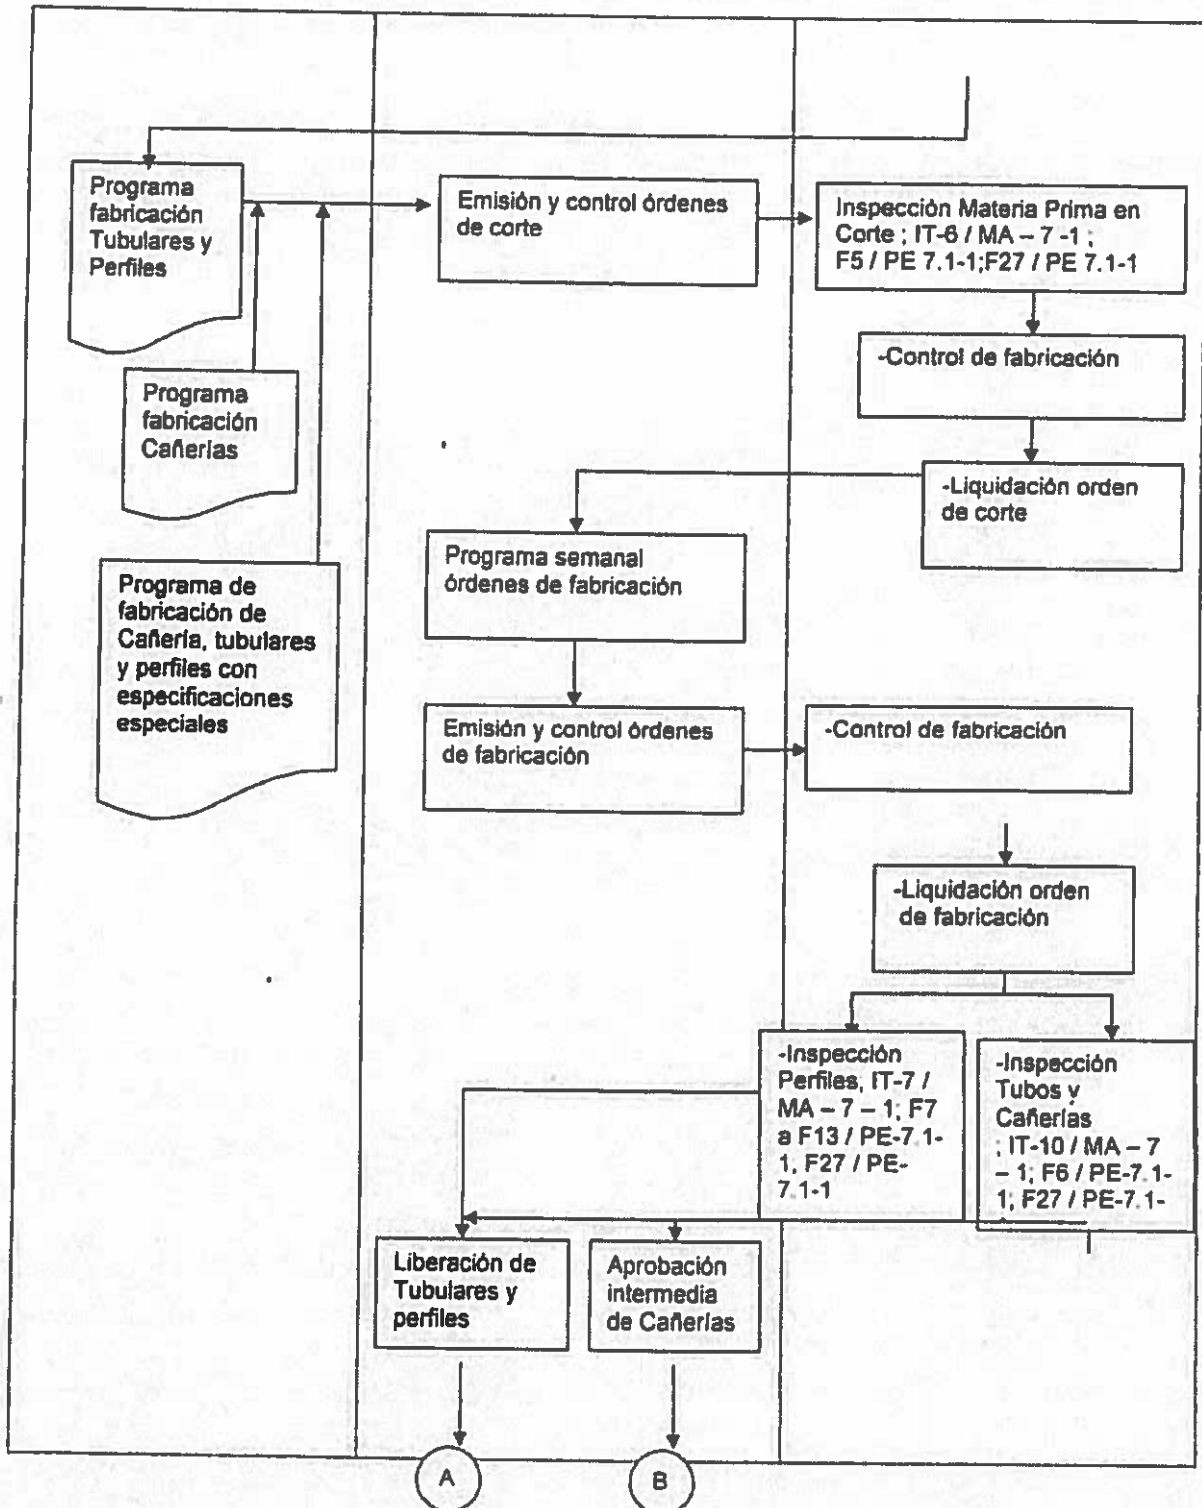 Programa
fabricación
Tubulares y
Perfiles
Emisión y control órdenes
de corte
Inspección Materia Prima en
Corte ; IT-6 / MA – 7 -1 ;
F5 / PE 7.1-1;F27 / PE 7.1-1
-Control de fabricación
Programa
fabricación
Cañerías
-Liquidación orden
de corte
Programa semanal
órdenes de fabricación
Programa de
fabricación de
Cañería, tubulares
y perfiles con
especificaciones
especiales
Emisión y control órdenes
de fabricación
-Control de fabricación
-Liquidación orden
de fabricación
-Inspección
Perfiles, IT-7 /
MA – 7 – 1; F7
a F13 / PE-7.1-
1, F27 / PE-
7.1-1
-Inspección
Tubos y
Cañerías
; IT-10 / MA – 7
– 1; F6 / PE-7.1-
1; F27 / PE-7.1-
Liberación de
Tubulares y
perfiles
Aprobación
intermedia
de Cañerías
A
B